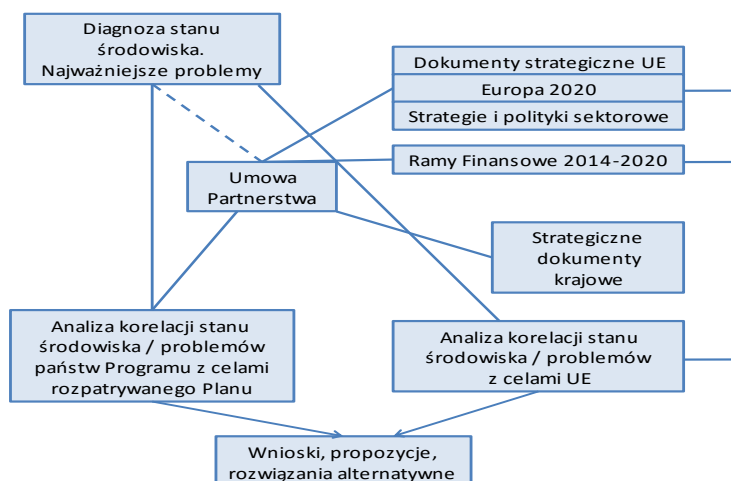 Diagnoza stanu
środowiska.
Najważniejsze problemy
Dokumenty strategiczne UE
Europa 2020
Strategie i polityki sektorowe
Ramy Finansowe 2014-2020
Umowa
Partnerstwa
Strategiczne
dokumenty
krajowe
Analiza korelacji stanu
środowiska / problemów
państw Programu z celami
rozpatrywanego Planu
Analiza korelacji stanu
środowiska / problemów
z celami UE
Wnioski, propozycje,
rozwiązania alternatywne